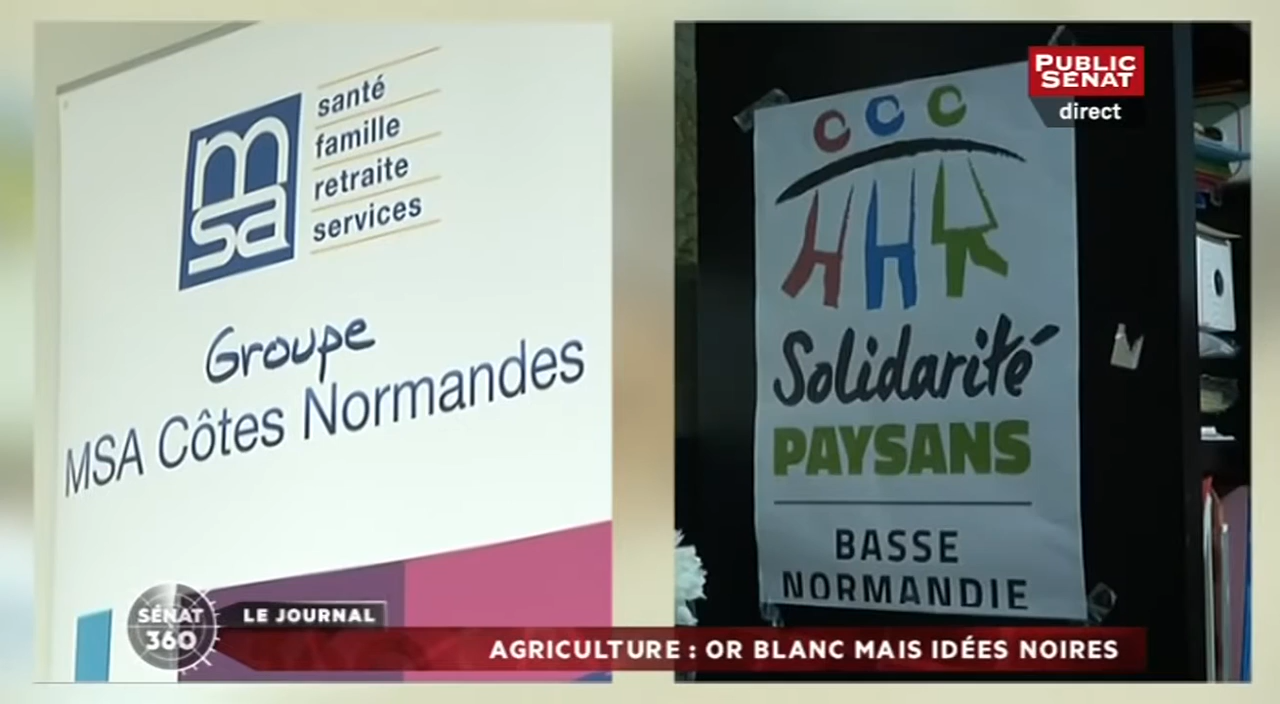 msa
santé
famille
retraite
services
Groupe
MSA Côtes Normandes
PUBLIC
SÉNAT
direct
Solidarité
PAYSANS
BASSE
NORMANDIE
SÉNAT
360
LE JOURNAL
AGRICULTURE : OR BLANC MAIS IDÉES NOIRES